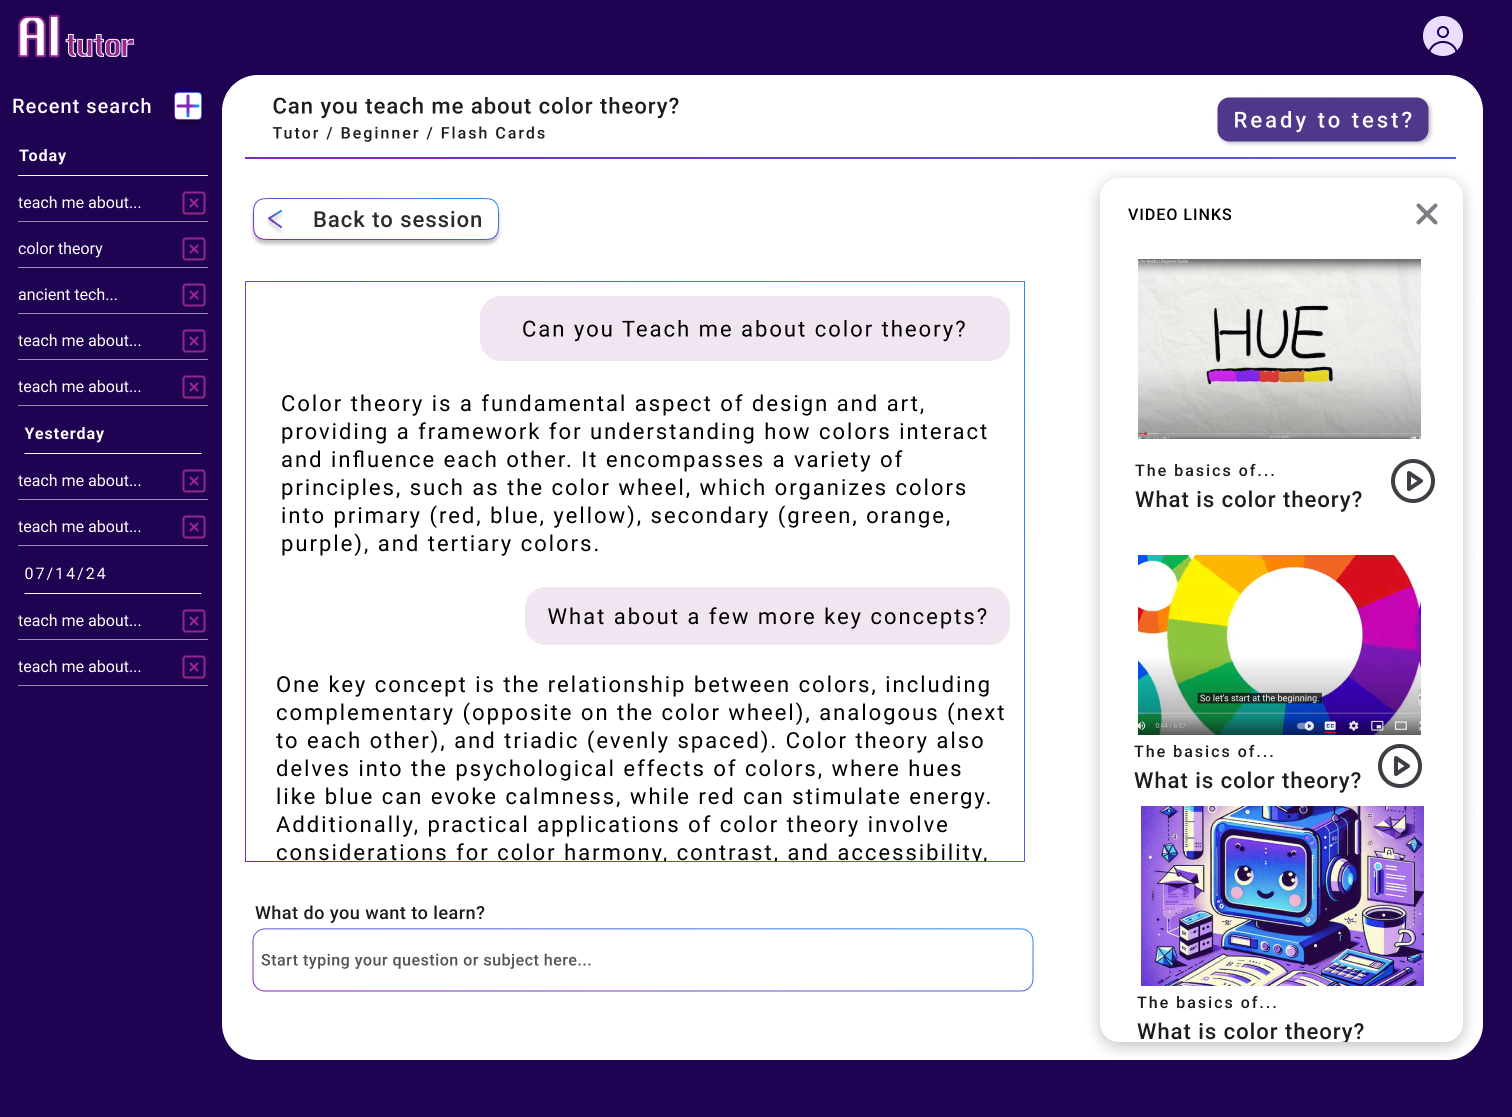 AI tutor
Recent search
Today
teach me about...
color theory
ancient tech...
teach me about...
teach me about...
Yesterday
teach me about...
teach me about...
07/14/24
teach me about...
teach me about...
Can you teach me about color theory?
Tutor / Beginner / Flash Cards
Ready to test?
Back to session
Can you Teach me about color theory?
Color theory is a fundamental aspect of design and art,
providing a framework for understanding how colors interact
and influence each other. It encompasses a variety of
principles, such as the color wheel, which organizes colors
into primary (red, blue, yellow), secondary (green, orange,
purple), and tertiary colors.
What about a few more key concepts?
One key concept is the relationship between colors, including
complementary (opposite on the color wheel), analogous (next
to each other), and triadic (evenly spaced). Color theory also
delves into the psychological effects of colors, where hues
like blue can evoke calmness, while red can stimulate energy.
Additionally, practical applications of color theory involve
considerations for color harmony, contrast, and accessibility,
What do you want to learn?
Start typing your question or subject here...
VIDEO LINKS
HUE
The basics of...
What is color theory?
So let's start at the beginning.
0:44 / 6:57
CC
The basics of...
What is color theory?
The basics of...
What is color theory?